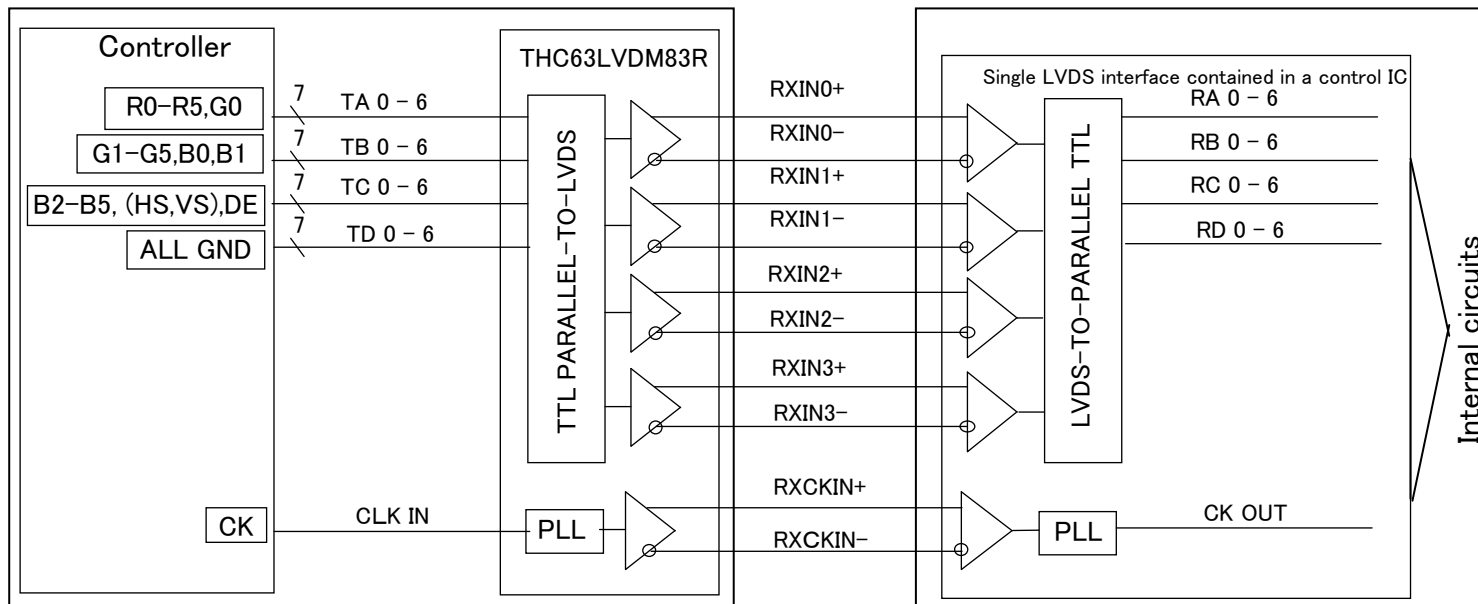 Controller
THC63LVDM83R
Single LVDS interface contained in a control IC
R0-R5,G0
7
TA 0 - 6
RXIN0+
RA 0 - 6
G1-G5,B0,B1
7
TB 0 - 6
RXIN0-
RB 0 - 6
B2-B5, (HS,VS),DE
7
TC 0 - 6
RXIN1+
RC 0 - 6
ALL GND
7
TD 0 - 6
RXIN1-
RD 0 - 6
TTL PARALLEL-TO-LVDS
RXIN2+
RXIN2-
RXIN3+
RXIN3-
LVDS-TO-PARALLEL TTL
Internal circuits
CK
CLK IN
PLL
RXCKIN+
RXCKIN-
PLL
CK OUT